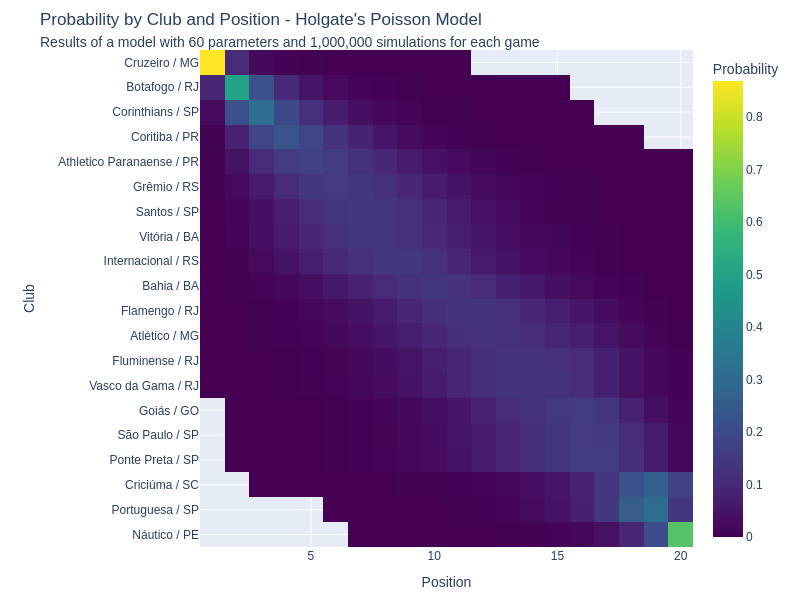 Probability by Club and Position - Holgate's Poisson Model
Results of a model with 60 parameters and 1,000,000 simulations for each game
Probability
Club
Cruzeiro / MG
Botafogo / RJ
Corinthians / SP
Coritiba / PR
Athletico Paranaense / PR
Grêmio / RS
Santos / SP
Vitória / BA
Internacional / RS
Bahia / BA
Flamengo / RJ
Atlético / MG
Fluminense / RJ
Vasco da Gama / RJ
Goiás / GO
São Paulo / SP
Ponte Preta / SP
Criciúma / SC
Portuguesa / SP
Náutico / PE
0.8
0.7
0.6
0.5
0.4
0.3
0.2
0.1
0
5
10
15
20
Position